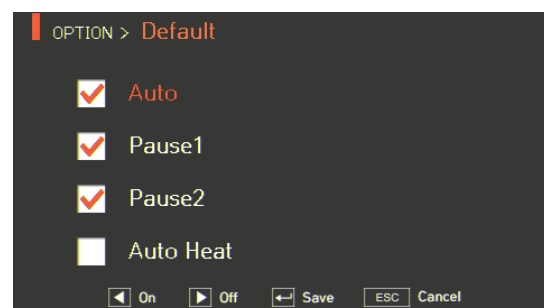 OPTION > Default
Auto
Pause1
Pause2
Auto Heat
On Off Save ESC Cancel